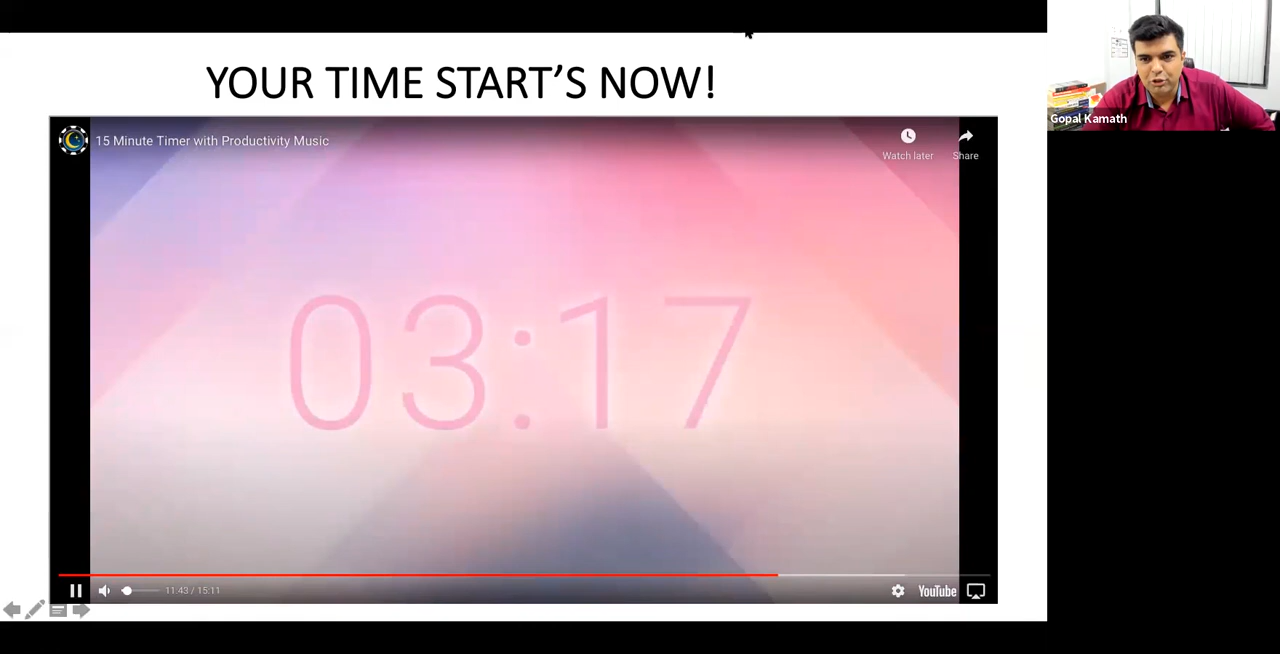 YOUR TIME START'S NOW!
15 Minute Timer with Productivity Music
Watch later
Share
Gopal Kamath
03:17
11:43 / 15:11
YouTube